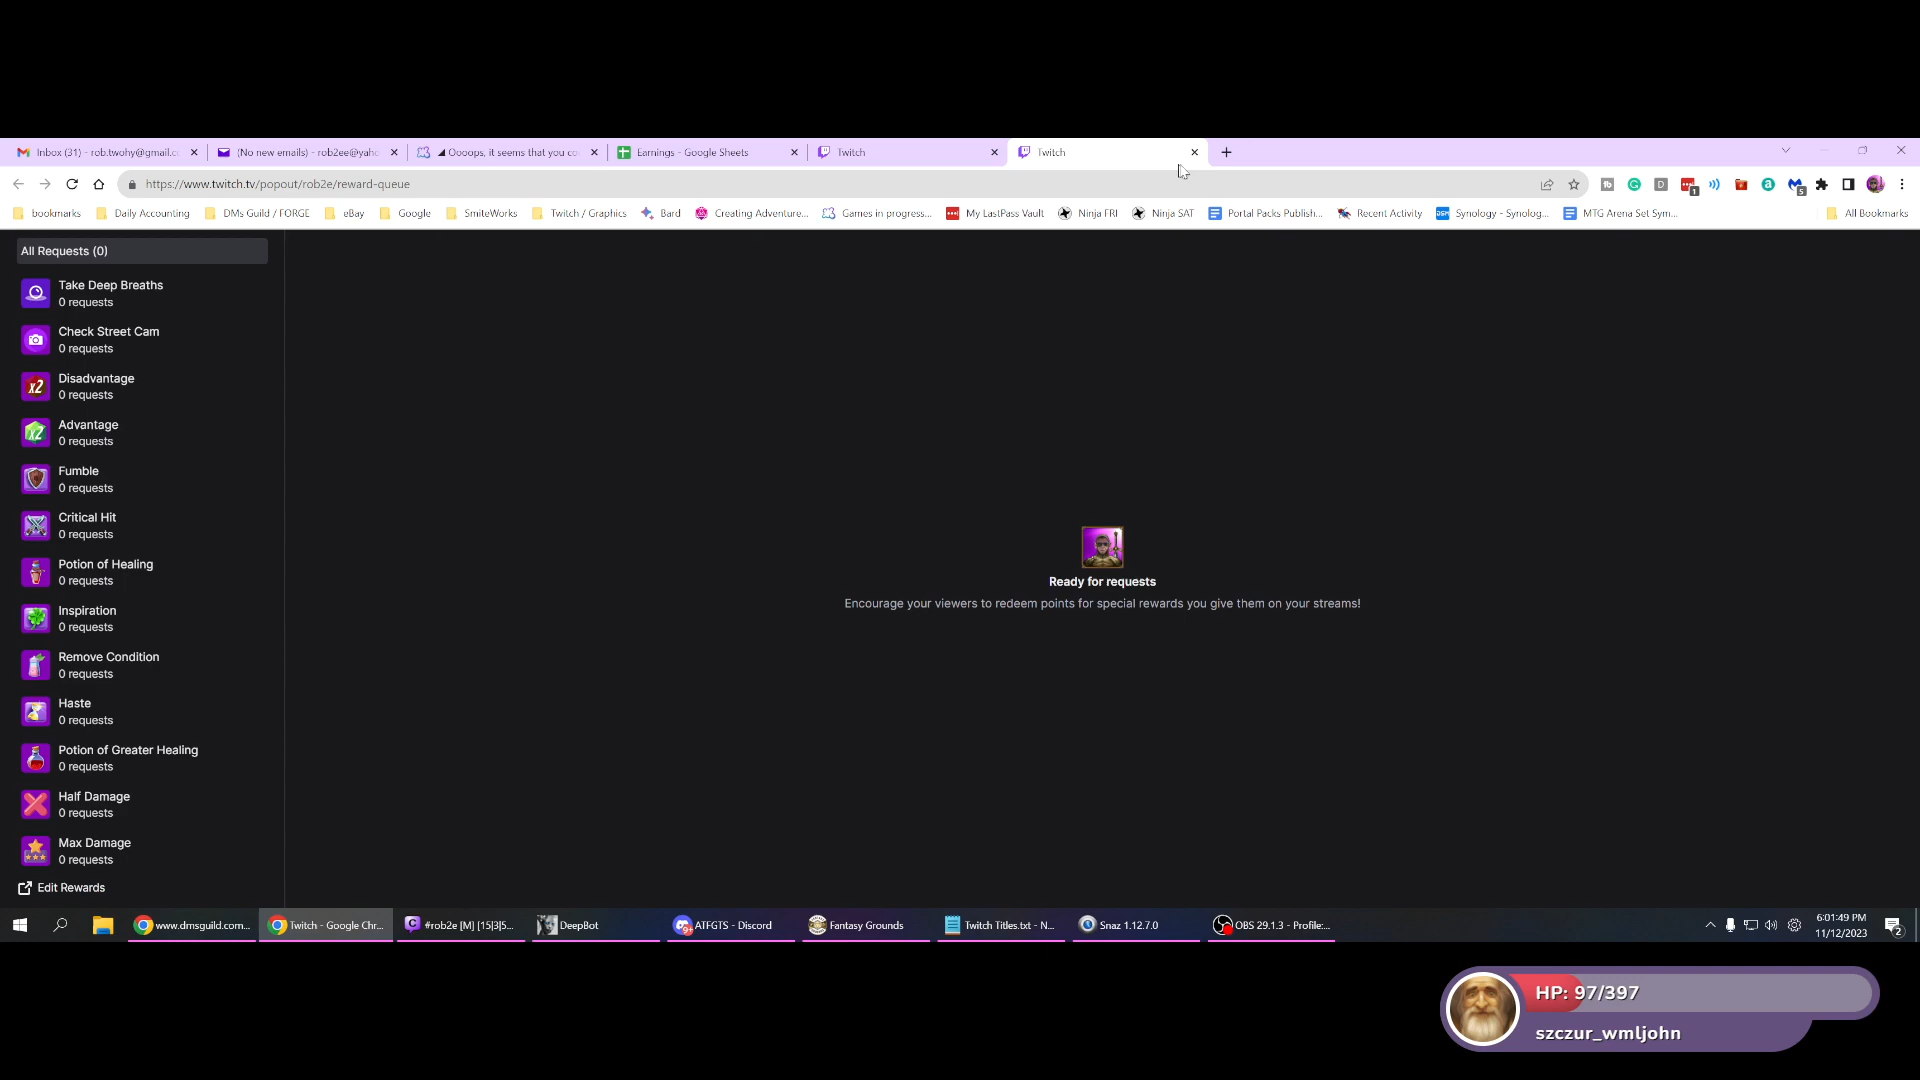 Inbox (31) - rob.twohy@gmail.c
(No new emails) - rob2ee@yaho
Oooops, it seems that you co
Earnings - Google Sheets
Twitch
Twitch
https://www.twitch.tv/popout/rob2e/reward-queue
bookmarks
Daily Accounting
DMs Guild / FORGE
eBay
Google
SmiteWorks
Twitch / Graphics
Bard
Creating Adventure...
Games in progress...
My LastPass Vault
Ninja FRI
Ninja SAT
Portal Packs Publish...
Recent Activity
Synology - Synolog...
MTG Arena Set Sym...
All Bookmarks
All Requests (0)
Take Deep Breaths
0 requests
Check Street Cam
0 requests
Disadvantage
0 requests
Advantage
0 requests
Fumble
0 requests
Critical Hit
0 requests
Potion of Healing
0 requests
Inspiration
0 requests
Remove Condition
0 requests
Haste
0 requests
Potion of Greater Healing
0 requests
Half Damage
0 requests
Max Damage
0 requests
Edit Rewards
Ready for requests
Encourage your viewers to redeem points for special rewards you give them on your streams!
www.dmsguild.com...
Twitch - Google Chr...
#rob2e [M] [15|3|5...
DeepBot
ATFGTS - Discord
Fantasy Grounds
Twitch Titles.txt - N...
Snaz 1.12.7.0
OBS 29.1.3 - Profile:...
6:01:49 PM
11/12/2023
2
HP: 97/397
szczur_wmljohn